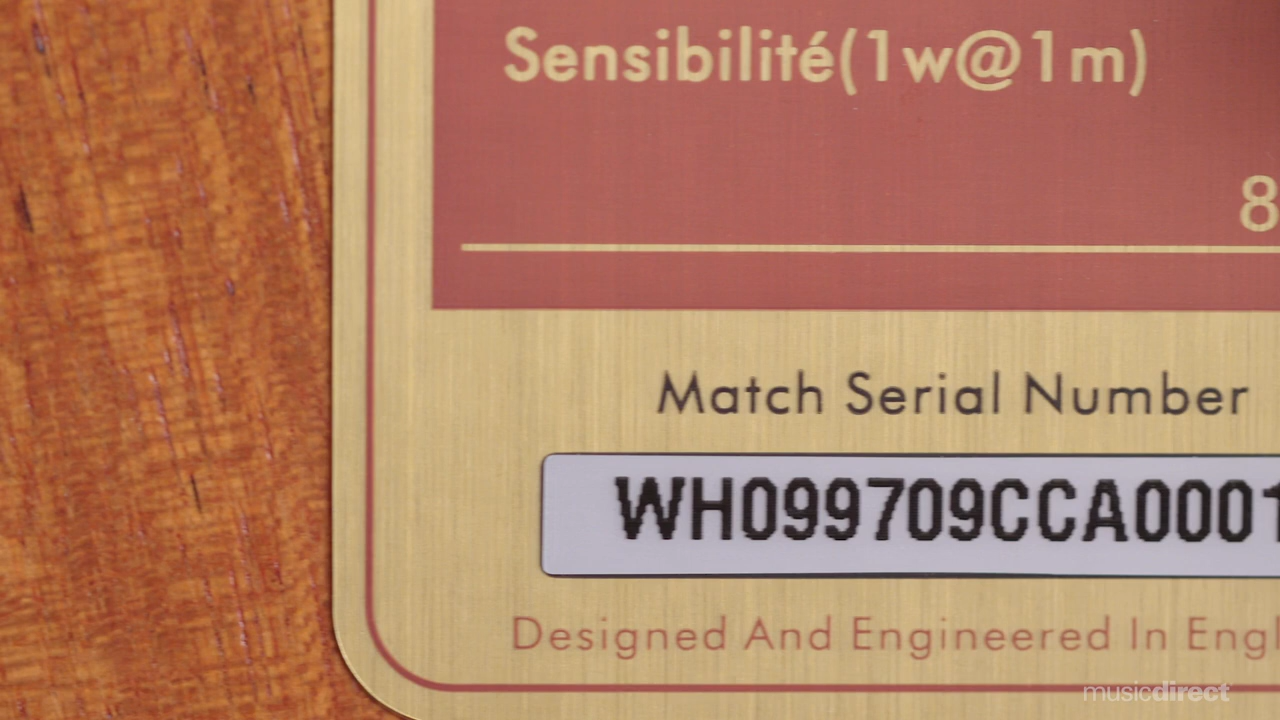 Sensibilité(1w@1m)
8
Match Serial Number
WH099709CCA0001
Designed And Engineered In Engl
musicdirect